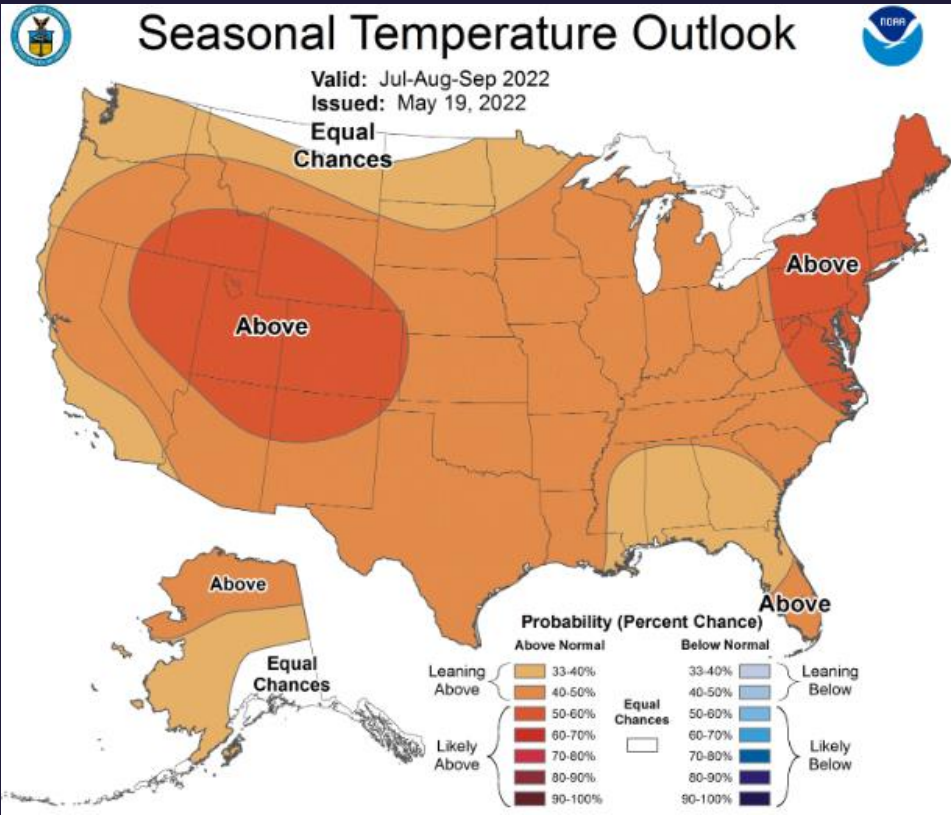 Seasonal Temperature Outlook
NOAA
Valid: Jul-Aug-Sep 2022
Issued: May 19, 2022
Equal
Chances
Above
Above
Above
Above
Equal
Chances
Probability (Percent Chance)
Above Normal
Below Normal
Leaning
Above
33-40%
40-50%
Likely
Above
50-60%
60-70%
70-80%
80-90%
90-100%
Equal
Chances
33-40%
40-50%
Leaning
Below
50-60%
60-70%
70-80%
80-90%
90-100%
Likely
Below